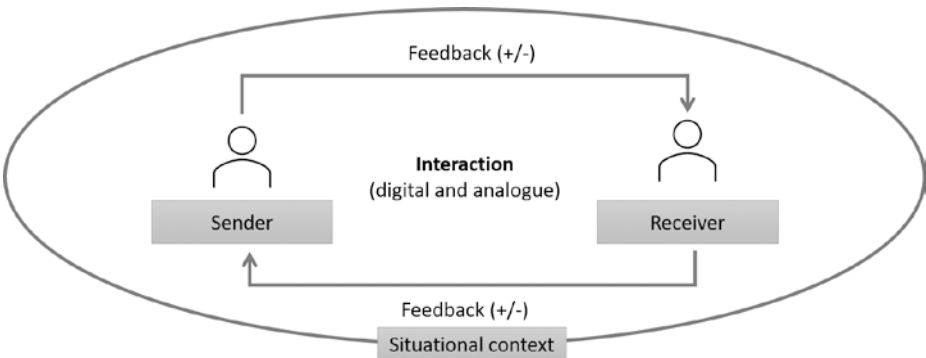 Feedback (+/-)
Interaction
(digital and analogue)
Sender
Receiver
Feedback (+/-)
Situational context